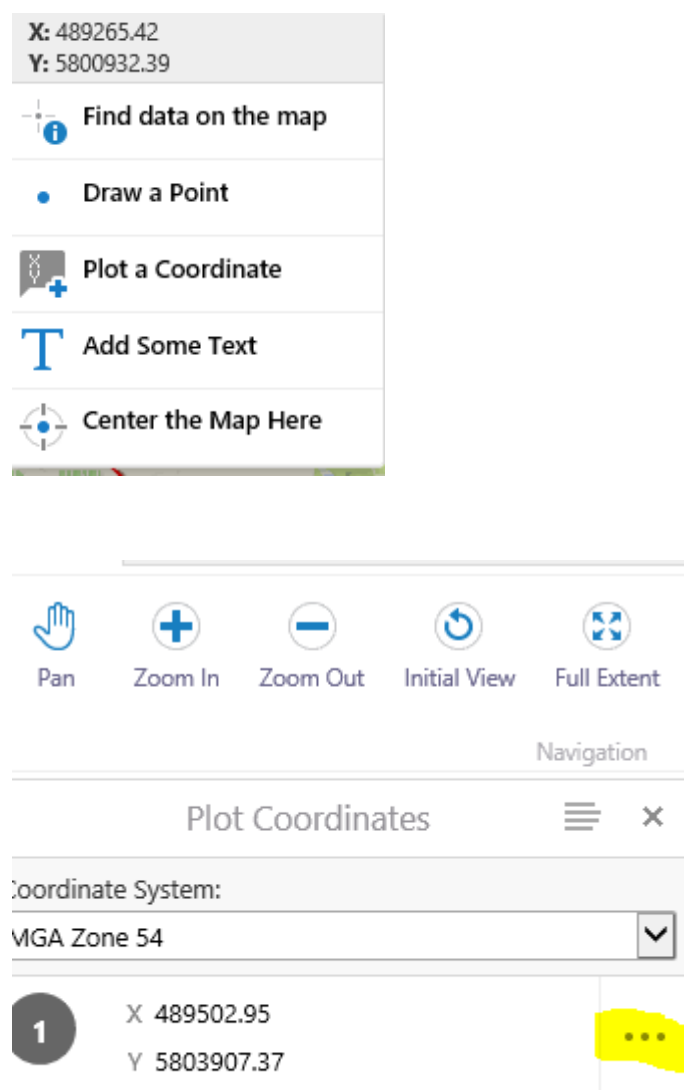 X: 489265.42
Y: 5800932.39
Find data on the map
Draw a Point
Plot a Coordinate
Add Some Text
Center the Map Here
Pan Zoom In Zoom Out Initial View Full Extent
Navigation
Plot Coordinates
Coordinate System:
MGA Zone 54
1
X 489502.95
Y 5803907.37